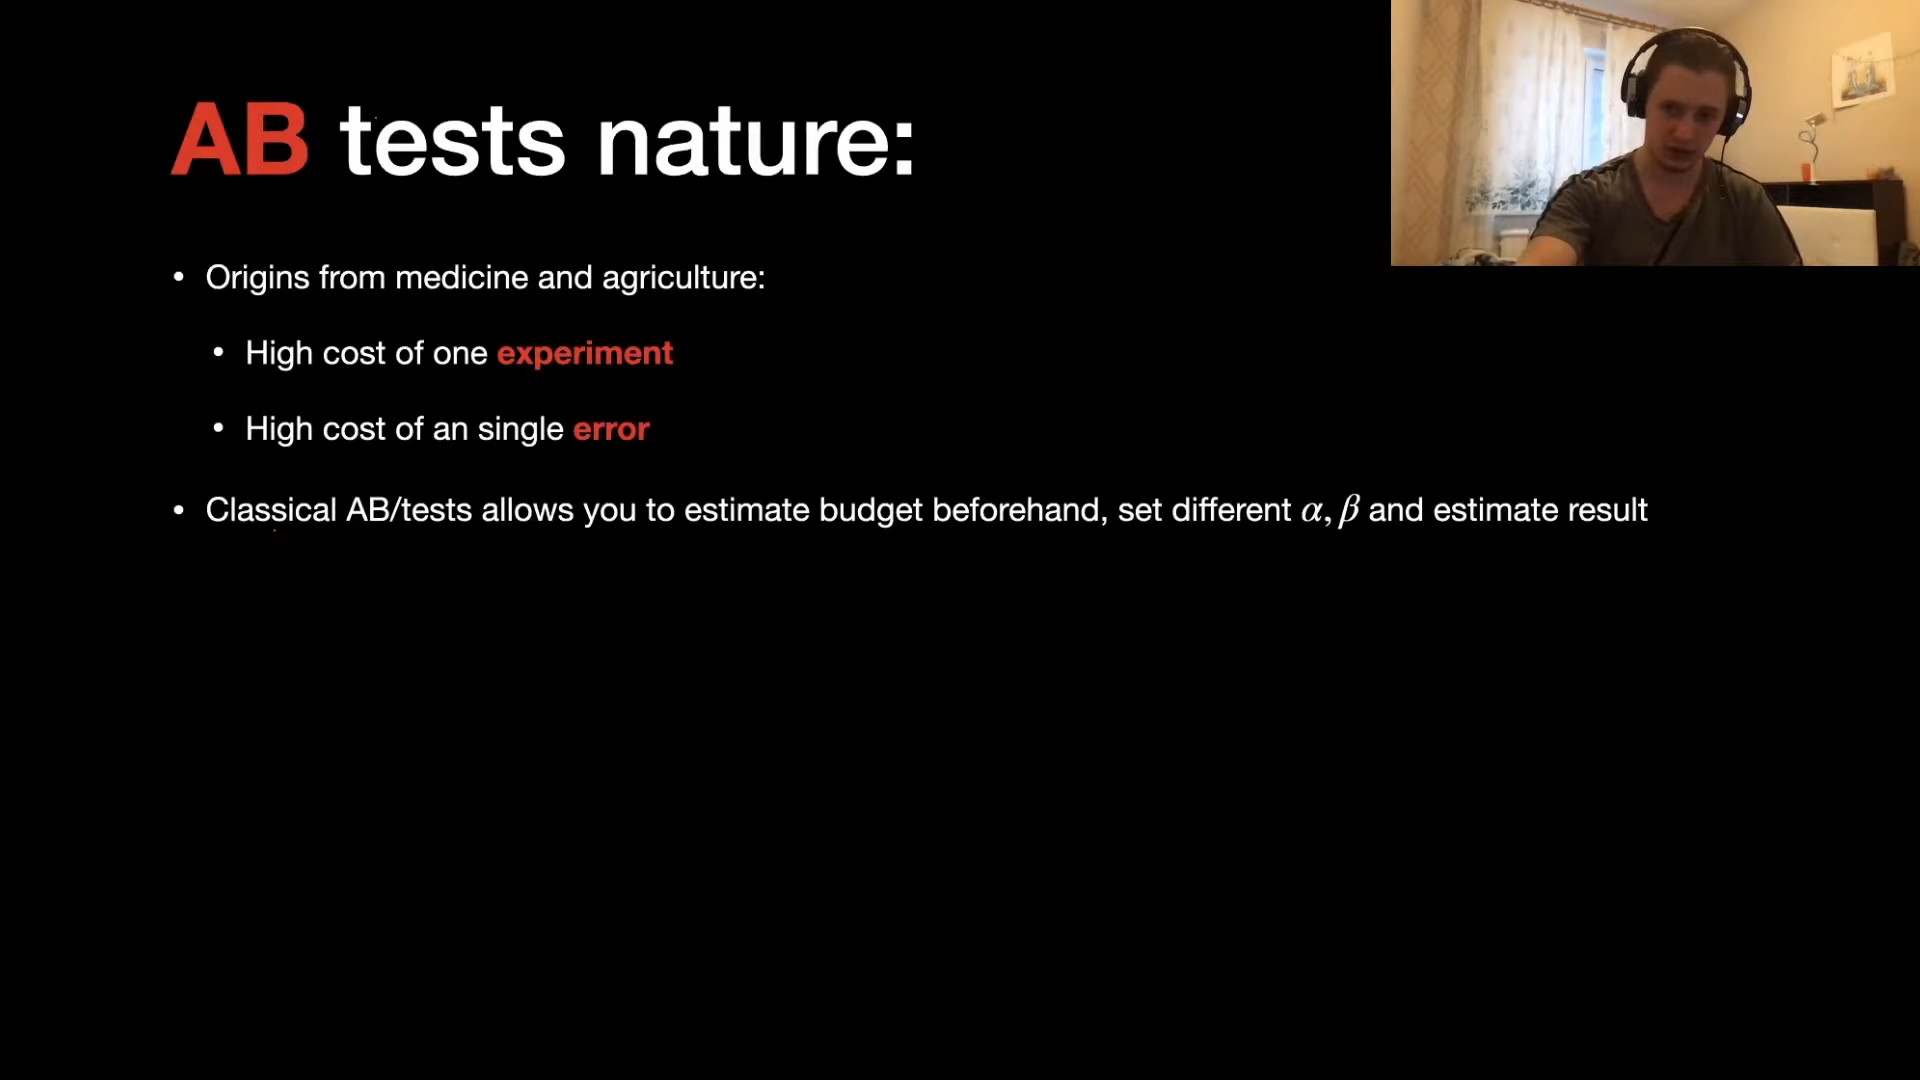 AB tests nature:
• Origins from medicine and agriculture:
• High cost of one experiment
• High cost of an single error
• Classical AB/tests allows you to estimate budget beforehand, set different α, β and estimate result